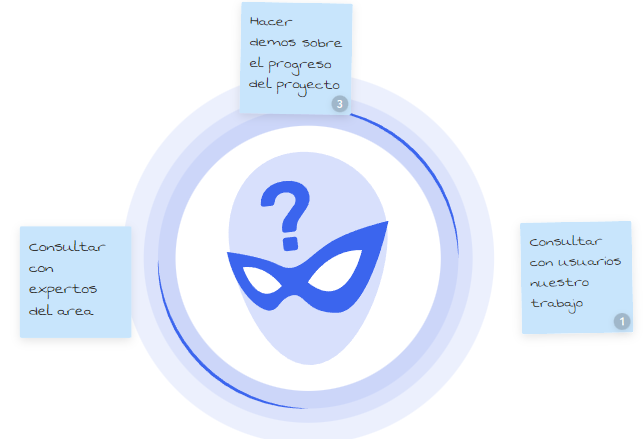 Hacer
demos sobre
el progreso
del proyecto
3
?
Consultar
con
expertos
del area
Consultar
con usuarios
nuestro
trabajo
1